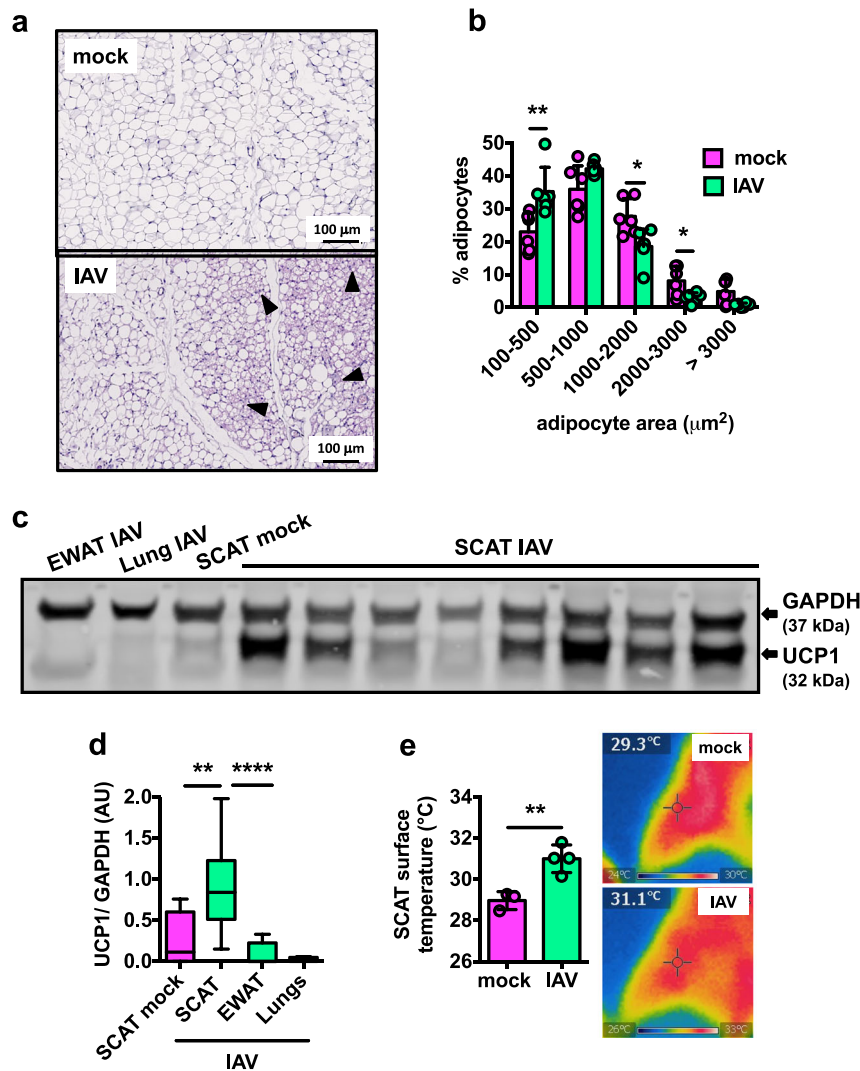 a
mock
100 µm
IAV
100 µm
b
**
*
*
mock
IAV
% adipocytes
50
40
30
20
10
0
100-500
500-1000
1000-2000
2000-3000
> 3000
adipocyte area (µm²)
c
EWAT IAV
Lung IAV
SCAT mock
SCAT IAV
GAPDH
(37 kDa)
UCP1
(32 kDa)
d
** ****
UCP1/ GAPDH (AU)
2.0
1.5
1.0
0.5
0.0
SCAT mock
SCAT
EWAT
Lungs
IAV
e
**
SCAT surface
temperature (°C)
34
32
30
28
26
mock
IAV
29.3°C
mock
24°C 30°C
31.1°C
IAV
26°C 33°C